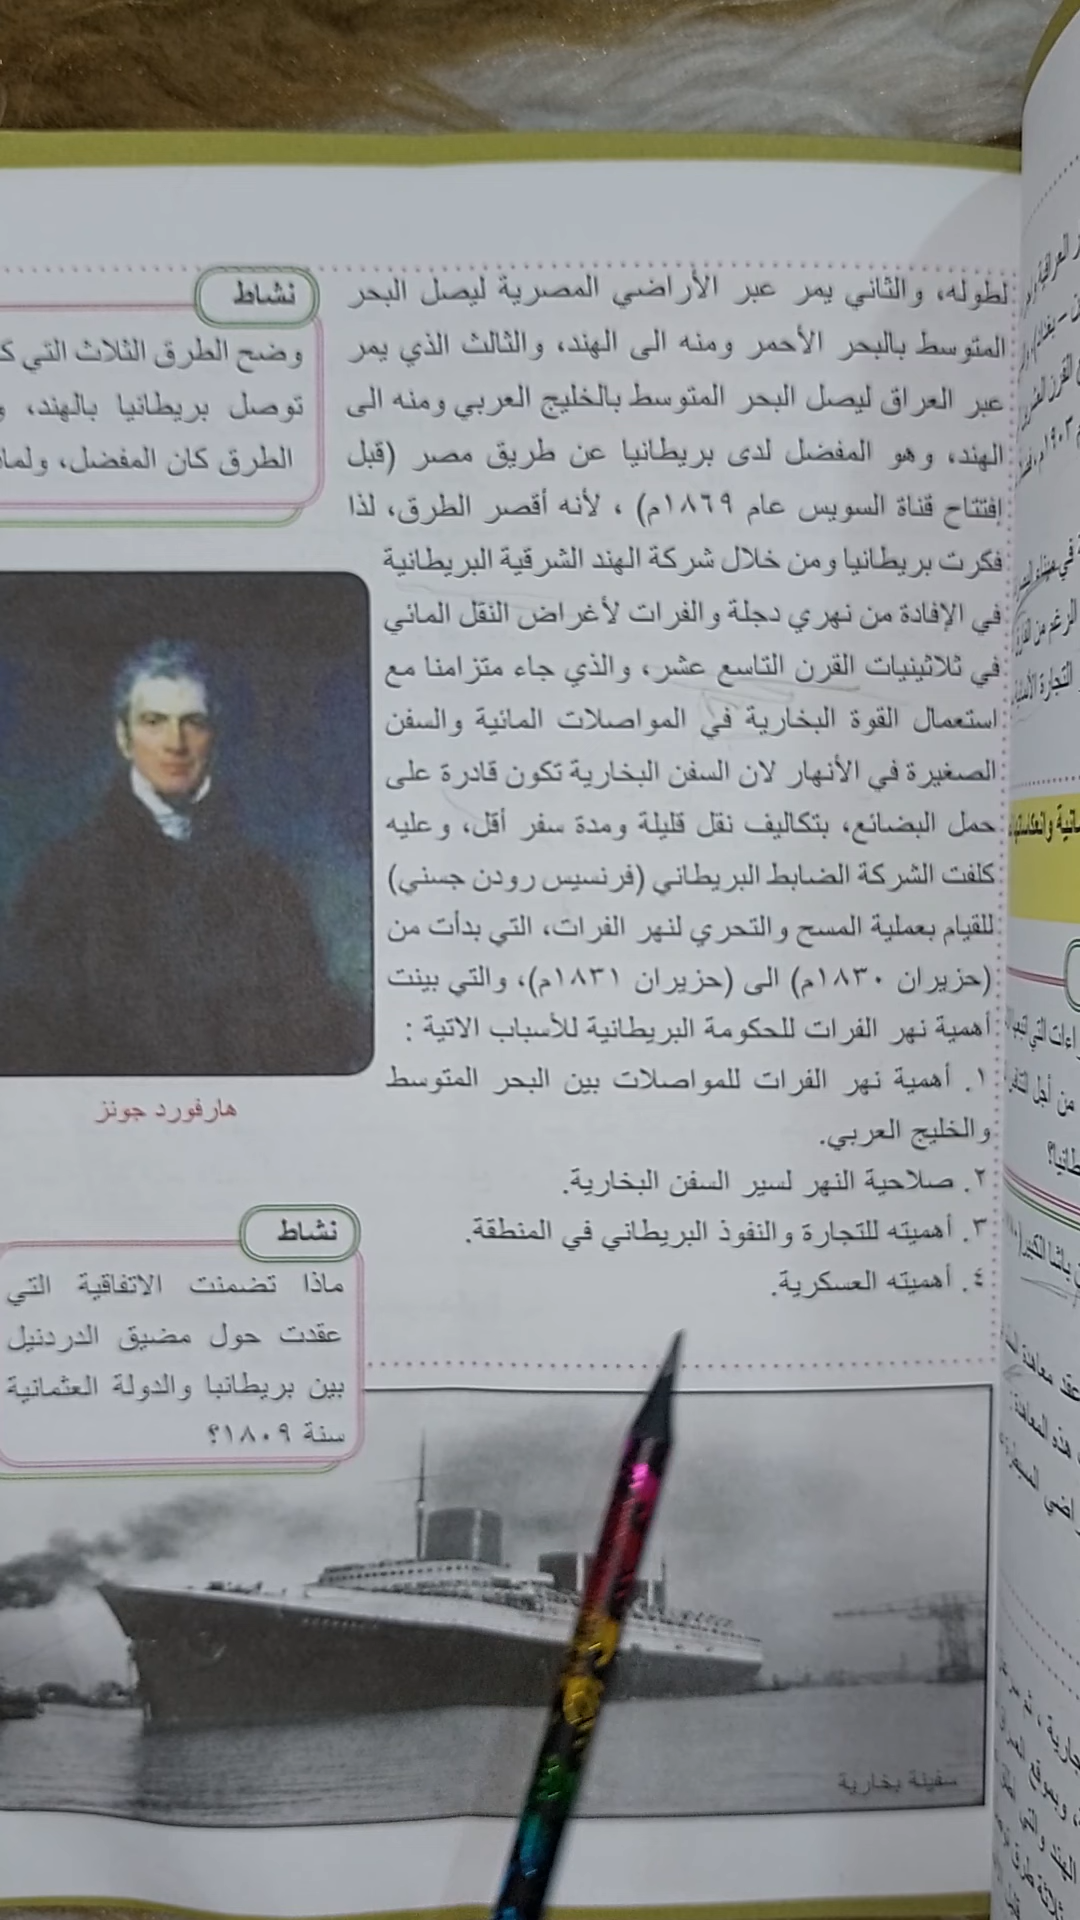 لطوله، والثاني يمر عبر الأراضي المصرية ليصل البحر
المتوسط بالبحر الأحمر ومنه الى الهند، والثالث الذي يمر
عبر العراق ليصل البحر المتوسط بالخليج العربي ومنه الى
الهند، وهو المفضل لدى بريطانيا عن طريق مصر (قبل
إفتتاح قناة السويس عام ١٨٦٩م) ، لأنه أقصر الطرق، لذا
فكرت بريطانيا ومن خلال شركة الهند الشرقية البريطانية
في الإفادة من نهري دجلة والفرات لأغراض النقل المائي
في ثلاثينيات القرن التاسع عشر، والذي جاء متزامنا مع
استعمال القوة البخارية في المواصلات المائية والسفن
الصغيرة في الأنهار لان السفن البخارية تكون قادرة على
حمل البضائع، بتكاليف نقل قليلة ومدة سفر أقل، وعليه
كلفت الشركة الضابط البريطاني (فرنسيس رودن جسني)
للقيام بعملية المسح والتحري لنهر الفرات، التي بدأت من
(حزيران ١٨٣٠م) الى (حزيران ١٨٣١م)، والتي بينت
أهمية نهر الفرات للحكومة البريطانية للأسباب الاتية :
١. أهمية نهر الفرات للمواصلات بين البحر المتوسط
والخليج العربي.
٢. صلاحية النهر لسير السفن البخارية.
٣. أهميته للتجارة والنفوذ البريطاني في المنطقة.
٤. أهميته العسكرية.
نشاط
وضح الطرق الثلاث التي
توصل بريطانيا بالهند،
الطرق كان المفضل،
هارفورد جونز
نشاط
ماذا تضمنت الاتفاقية التي
عقدت حول مضيق الدردنيل
بين بريطانيا والدولة العثمانية
سنة ١٨٠٩؟
سفينة بخارية